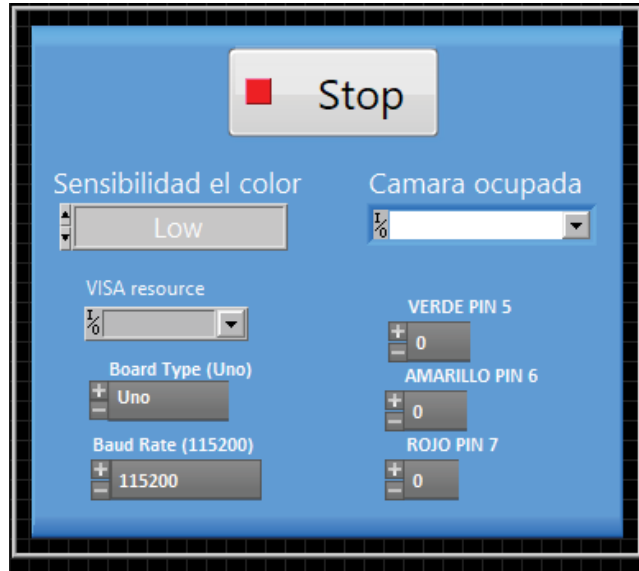 Stop
Sensibilidad el color
Low
Camara ocupada
I/O
VISA resource
I/O
Board Type (Uno)
Uno
Baud Rate (115200)
115200
VERDE PIN 5
0
AMARILLO PIN 6
0
ROJO PIN 7
0